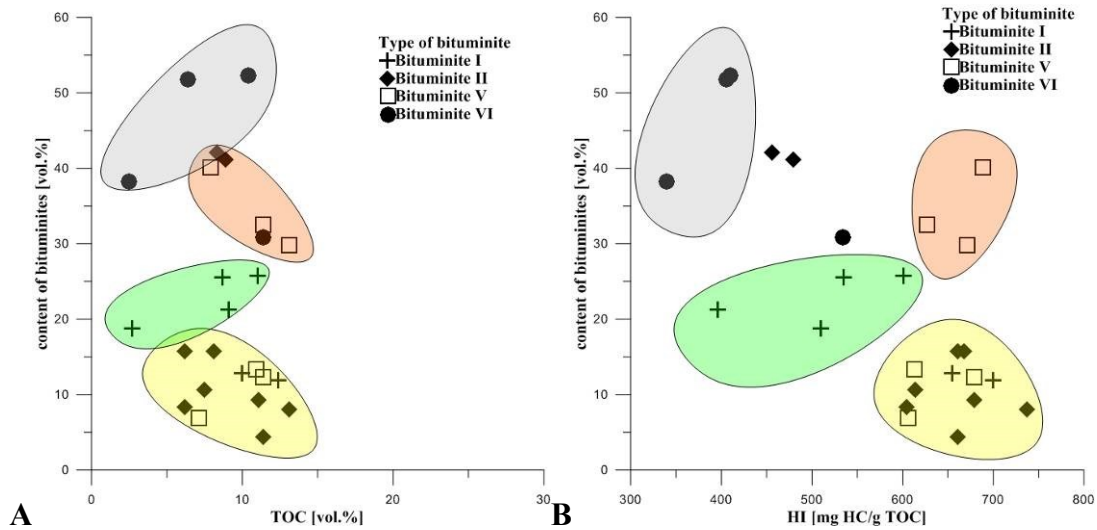 60
50
40
30
20
10
0
content of bituminites [vol.%]
0
10
20
30
TOC [vol.%]
Type of bituminite
Bituminite I
Bituminite II
Bituminite V
Bituminite VI
A
60
50
40
30
20
10
0
content of bituminites [vol.%]
300
400
500
600
700
800
HI [mg HC/g TOC]
Type of bituminite
Bituminite I
Bituminite II
Bituminite V
Bituminite VI
B